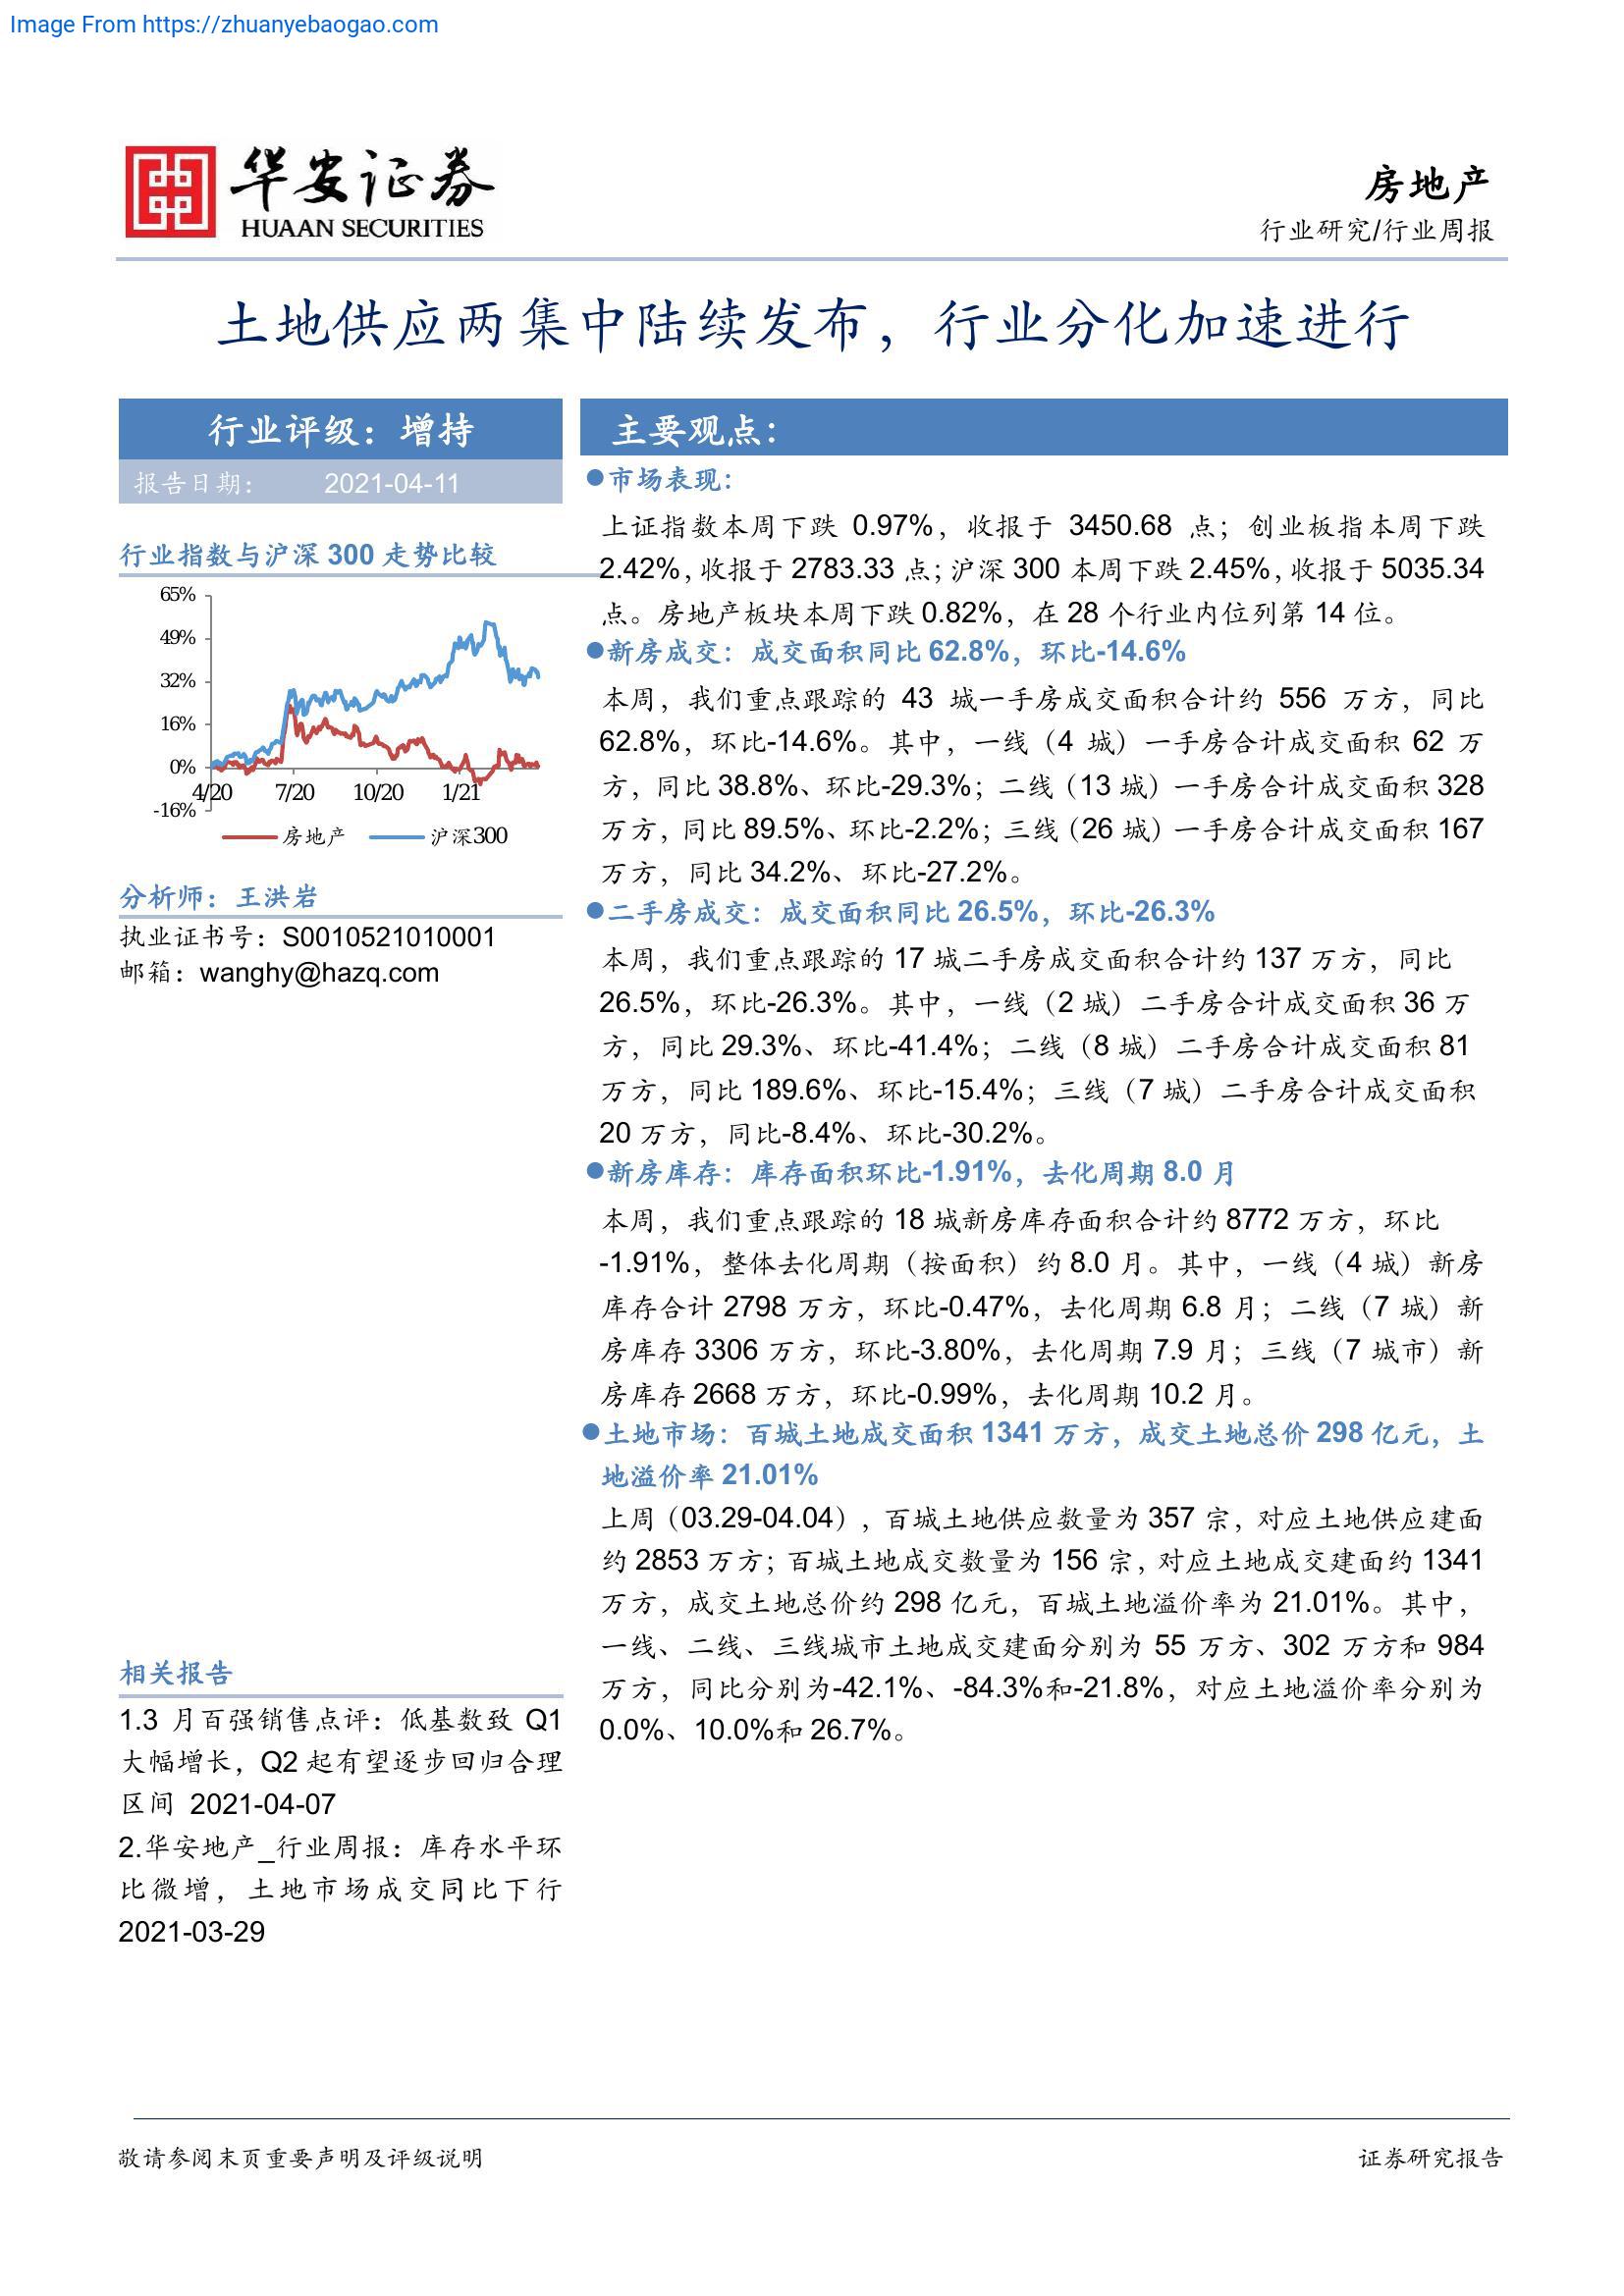 Image From https://zhuanyebaogao.com
华安证券
HUAAN SECURITIES
房地产
行业研究/行业周报
土地供应两集中陆续发布，行业分化加速进行
行业评级：增持
报告日期： 2021-04-11
行业指数与沪深 300 走势比较
65%
49%
32%
16%
0%
-16%
4/20 7/20 10/20 1/21
房地产 沪深300
分析师：王洪岩
执业证书号：S0010521010001
邮箱：wanghy@hazq.com
相关报告
1.3 月百强销售点评：低基数致 Q1
大幅增长，Q2 起有望逐步回归合理
区间 2021-04-07
2.华安地产_行业周报：库存水平环
比微增，土地市场成交同比下行
2021-03-29
主要观点：
●市场表现：
上证指数本周下跌 0.97%，收报于 3450.68 点；创业板指本周下跌
2.42%，收报于 2783.33 点；沪深 300 本周下跌 2.45%，收报于 5035.34
点。房地产板块本周下跌 0.82%，在 28 个行业内位列第 14 位。
●新房成交：成交面积同比 62.8%，环比-14.6%
本周，我们重点跟踪的 43 城一手房成交面积合计约 556 万方，同比
62.8%，环比-14.6%。其中，一线（4 城）一手房合计成交面积 62 万
方，同比 38.8%、环比-29.3%；二线（13 城）一手房合计成交面积 328
万方，同比 89.5%、环比-2.2%；三线（26 城）一手房合计成交面积 167
万方，同比 34.2%、环比-27.2%。
●二手房成交：成交面积同比 26.5%，环比-26.3%
本周，我们重点跟踪的 17 城二手房成交面积合计约 137 万方，同比
26.5%，环比-26.3%。其中，一线（2 城）二手房合计成交面积 36 万
方，同比 29.3%、环比-41.4%；二线（8 城）二手房合计成交面积 81
万方，同比 189.6%、环比-15.4%；三线（7 城）二手房合计成交面积
20 万方，同比-8.4%、环比-30.2%。
●新房库存：库存面积环比-1.91%，去化周期 8.0 月
本周，我们重点跟踪的 18 城新房库存面积合计约 8772 万方，环比
-1.91%，整体去化周期（按面积）约 8.0 月。其中，一线（4 城）新房
库存合计 2798 万方，环比-0.47%，去化周期 6.8 月；二线（7 城）新
房库存 3306 万方，环比-3.80%，去化周期 7.9 月；三线（7 城市）新
房库存 2668 万方，环比-0.99%，去化周期 10.2 月。
●土地市场：百城土地成交面积 1341 万方，成交土地总价 298 亿元，土
地溢价率 21.01%
上周（03.29-04.04），百城土地供应数量为 357 宗，对应土地供应建面
约 2853 万方；百城土地成交数量为 156 宗，对应土地成交建面约 1341
万方，成交土地总价约 298 亿元，百城土地溢价率为 21.01%。其中，
一线、二线、三线城市土地成交建面分别为 55 万方、302 万方和 984
万方，同比分别为-42.1%、-84.3%和-21.8%，对应土地溢价率分别为
0.0%、10.0%和 26.7%。
敬请参阅末页重要声明及评级说明
证券研究报告